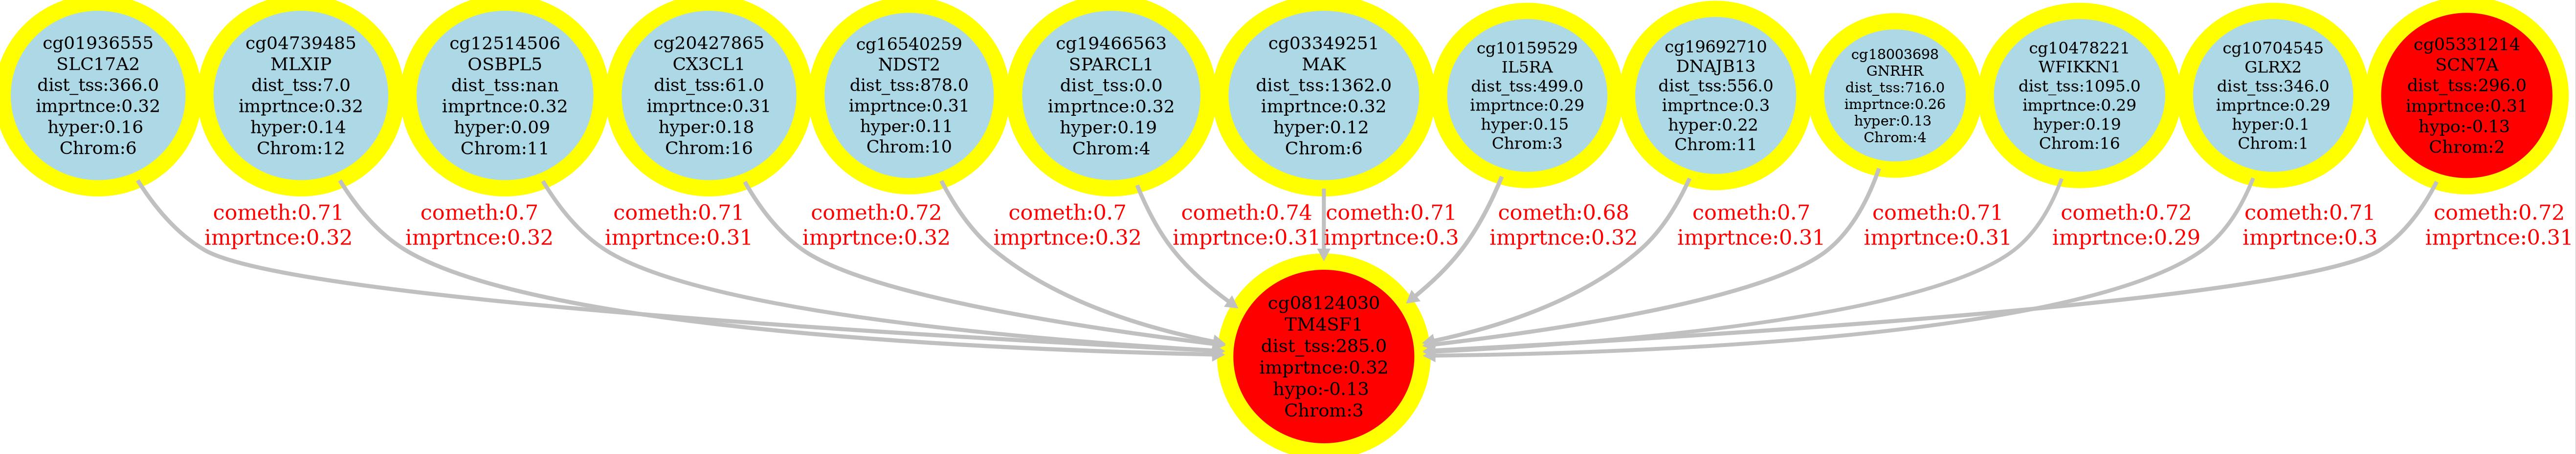 cg01936555
SLC17A2
dist_tss:366.0
imprtnce:0.32
hyper:0.16
Chrom:6
cg04739485
MLXIP
dist_tss:7.0
imprtnce:0.32
hyper:0.14
Chrom:12
cg12514506
OSBPL5
dist_tss:nan
imprtnce:0.32
hyper:0.09
Chrom:11
cg20427865
CX3CL1
dist_tss:61.0
imprtnce:0.31
hyper:0.18
Chrom:16
cg16540259
NDST2
dist_tss:878.0
imprtnce:0.31
hyper:0.11
Chrom:10
cg19466563
SPARCL1
dist_tss:0.0
imprtnce:0.32
hyper:0.19
Chrom:4
cg03349251
MAK
dist_tss:1362.0
imprtnce:0.32
hyper:0.12
Chrom:6
cg10159529
IL5RA
dist_tss:499.0
imprtnce:0.29
hyper:0.15
Chrom:3
cg19692710
DNAJB13
dist_tss:556.0
imprtnce:0.3
hyper:0.22
Chrom:11
cg18003698
GNRHR
dist_tss:716.0
imprtnce:0.26
hyper:0.13
Chrom:4
cg10478221
WFIKKN1
dist_tss:1095.0
imprtnce:0.29
hyper:0.19
Chrom:16
cg10704545
GLRX2
dist_tss:346.0
imprtnce:0.29
hyper:0.1
Chrom:1
cg05331214
SCN7A
dist_tss:296.0
imprtnce:0.31
hypo:-0.13
Chrom:2
cometh:0.71
imprtnce:0.32
cometh:0.7
imprtnce:0.32
cometh:0.71
imprtnce:0.31
cometh:0.72
imprtnce:0.32
cometh:0.7
imprtnce:0.32
cometh:0.74
imprtnce:0.31
cometh:0.71
imprtnce:0.3
cometh:0.68
imprtnce:0.32
cometh:0.7
imprtnce:0.31
cometh:0.71
imprtnce:0.31
cometh:0.72
imprtnce:0.29
cometh:0.71
imprtnce:0.3
cometh:0.72
imprtnce:0.31
cg08124030
TM4SF1
dist_tss:285.0
imprtnce:0.32
hypo:-0.13
Chrom:3